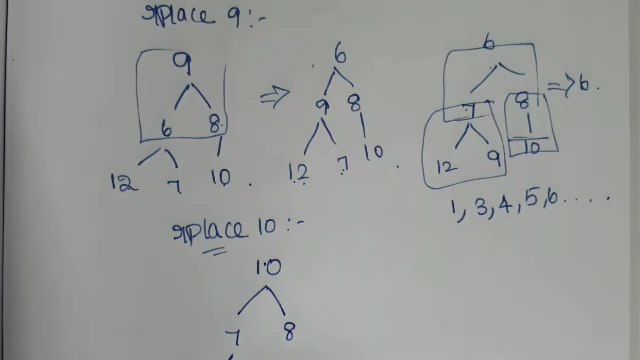 replace 9:-
9 6 6
6 8 => 9 8 7 8 => 6.
12 7 10 . 12 7 10 . 12 9 10
1, 3, 4, 5, 6 . . . .
replace 10:-
10
7 8